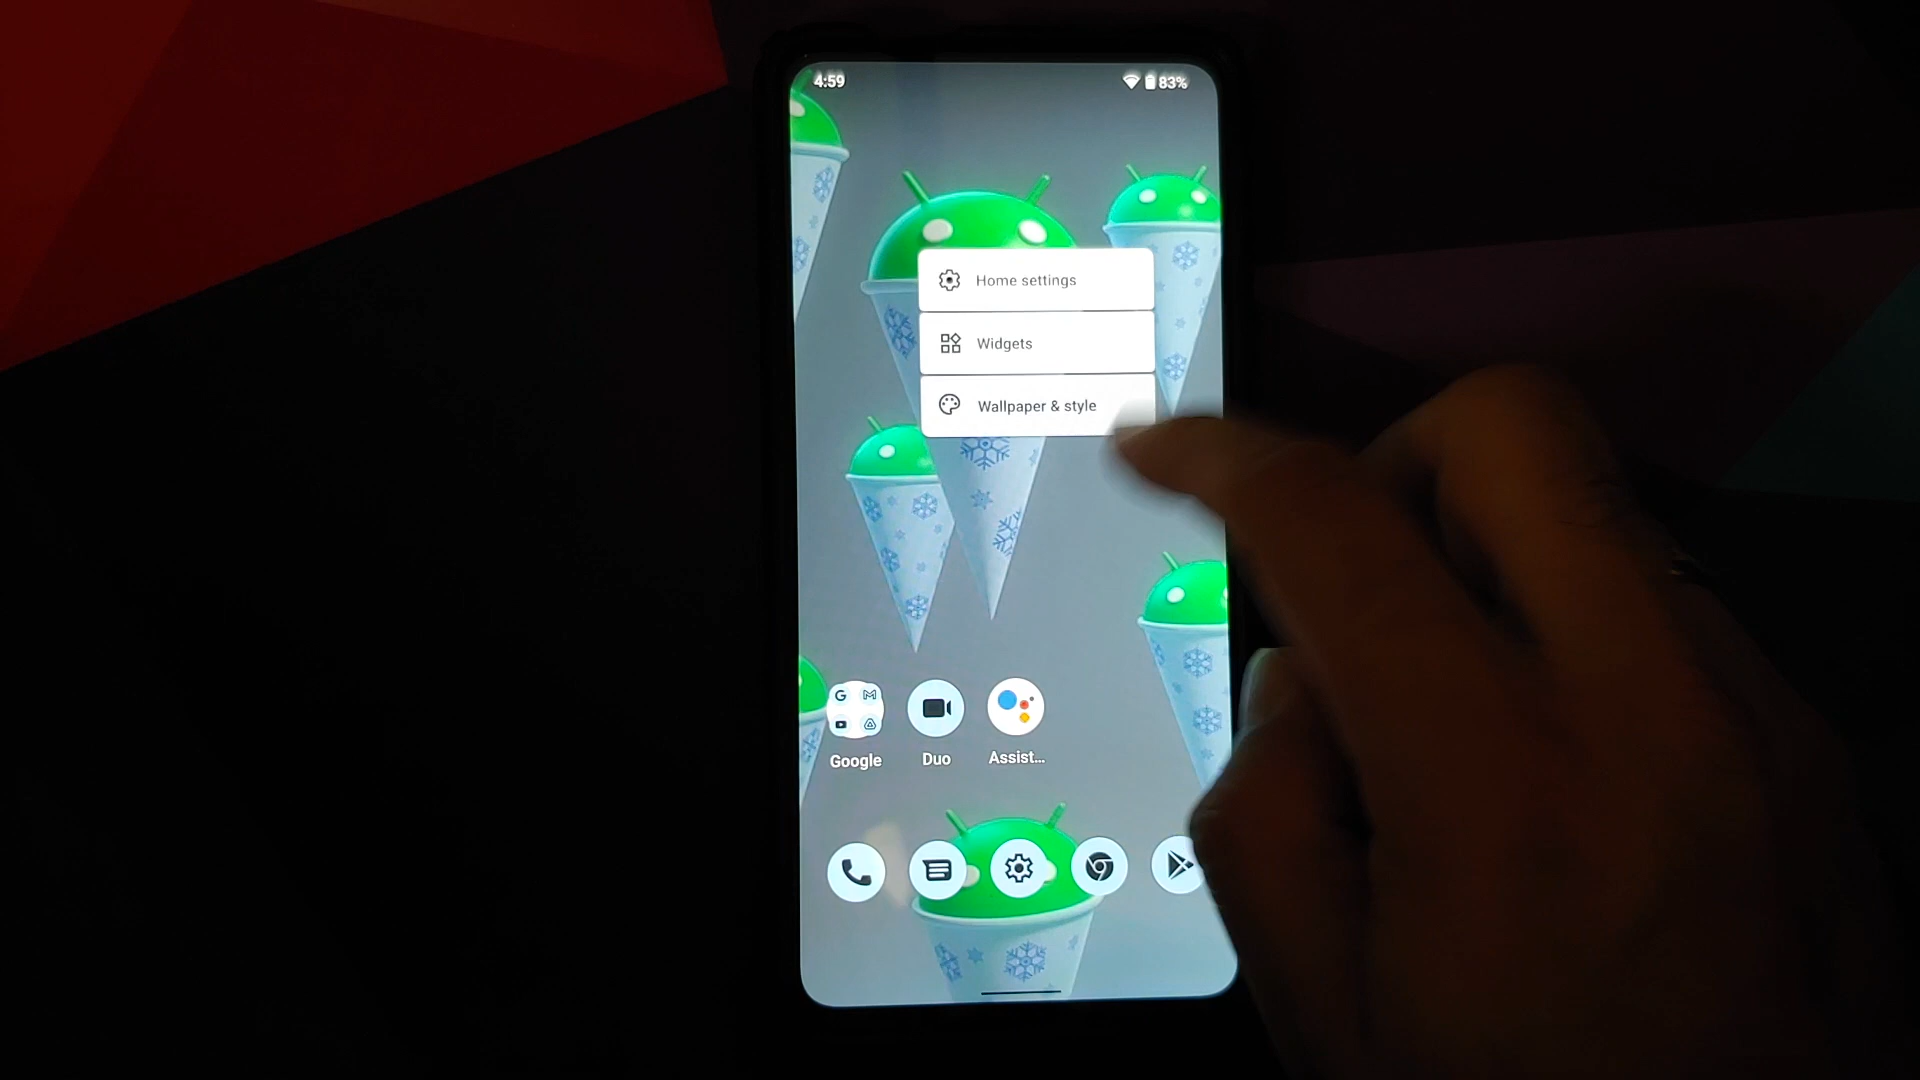 4:59
83%
Home settings
Widgets
Wallpaper & style
G
Google
Duo
Assist...